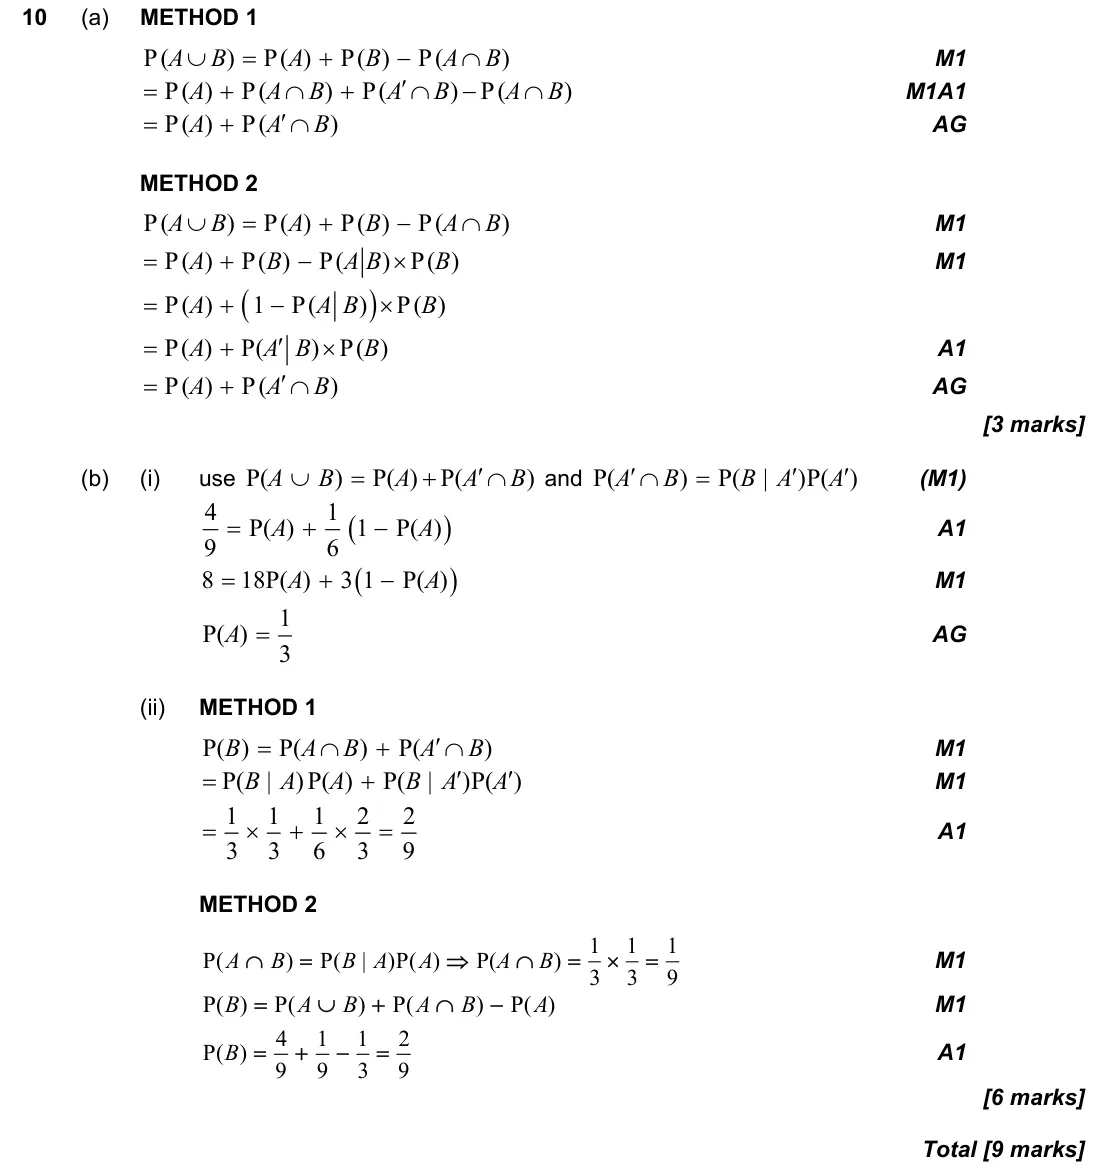 10 (a) METHOD 1
P(A ∪ B) = P(A) + P(B) − P(A ∩ B) M1
= P(A) + P(A ∩ B) + P(A′ ∩ B) − P(A ∩ B) M1A1
= P(A) + P(A′ ∩ B) AG
METHOD 2
P(A ∪ B) = P(A) + P(B) − P(A ∩ B) M1
= P(A) + P(B) − P(A|B) × P(B) M1
= P(A) + (1 − P(A| B)) × P(B)
= P(A) + P(A′| B) × P(B) A1
= P(A) + P(A′ ∩ B) AG
[3 marks]
(b) (i) use P(A ∪ B) = P(A) + P(A′ ∩ B) and P(A′ ∩ B) = P(B | A′)P(A′) (M1)
4/9 = P(A) + 1/6 (1 − P(A)) A1
8 = 18P(A) + 3(1 − P(A)) M1
P(A) = 1/3 AG
(ii) METHOD 1
P(B) = P(A ∩ B) + P(A′ ∩ B) M1
= P(B | A) P(A) + P(B | A′)P(A′) M1
= 1/3 × 1/3 + 1/6 × 2/3 = 2/9 A1
METHOD 2
P(A ∩ B) = P(B | A)P(A) ⇒ P(A ∩ B) = 1/3 × 1/3 = 1/9 M1
P(B) = P(A ∪ B) + P(A ∩ B) − P(A) M1
P(B) = 4/9 + 1/9 − 1/3 = 2/9 A1
[6 marks]
Total [9 marks]